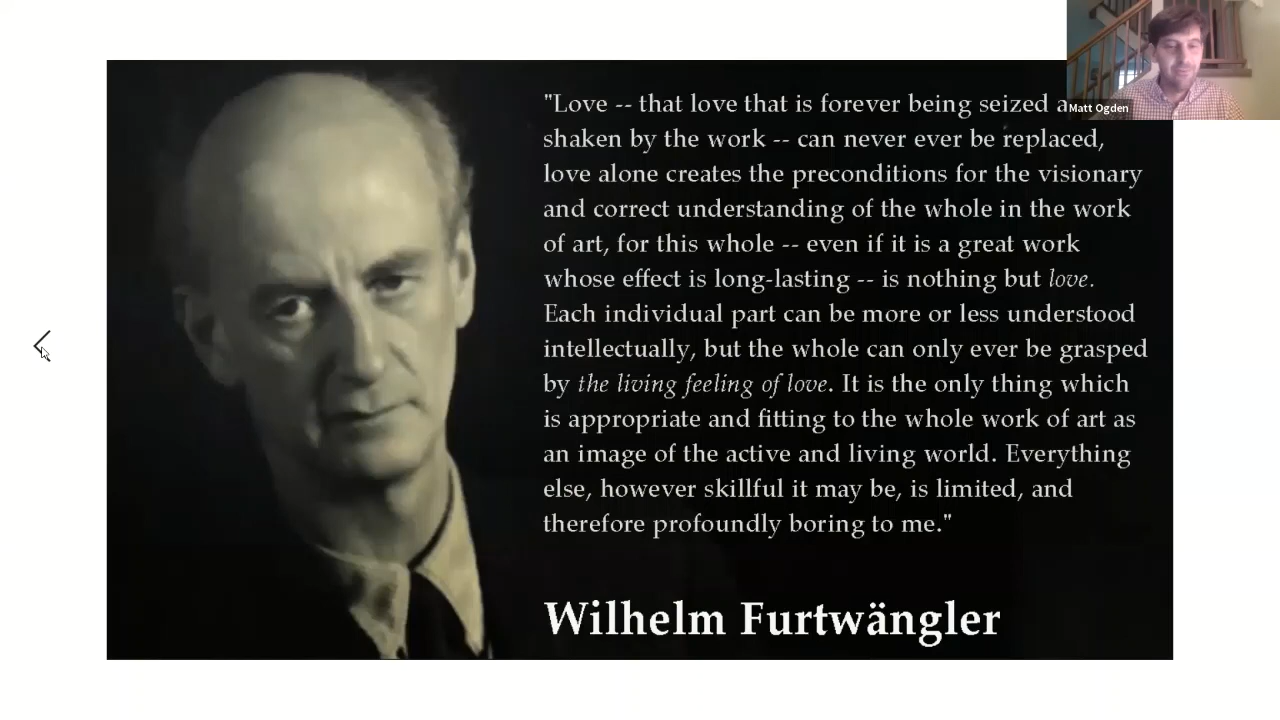 "Love -- that love that is forever being seized
shaken by the work -- can never ever be replaced,
love alone creates the preconditions for the visionary
and correct understanding of the whole in the work
of art, for this whole -- even if it is a great work
whose effect is long-lasting -- is nothing but love.
Each individual part can be more or less understood
intellectually, but the whole can only ever be grasped
by the living feeling of love. It is the only thing which
is appropriate and fitting to the whole work of art as
an image of the active and living world. Everything
else, however skillful it may be, is limited, and
therefore profoundly boring to me."
Wilhelm Furtwängler
Matt Ogden